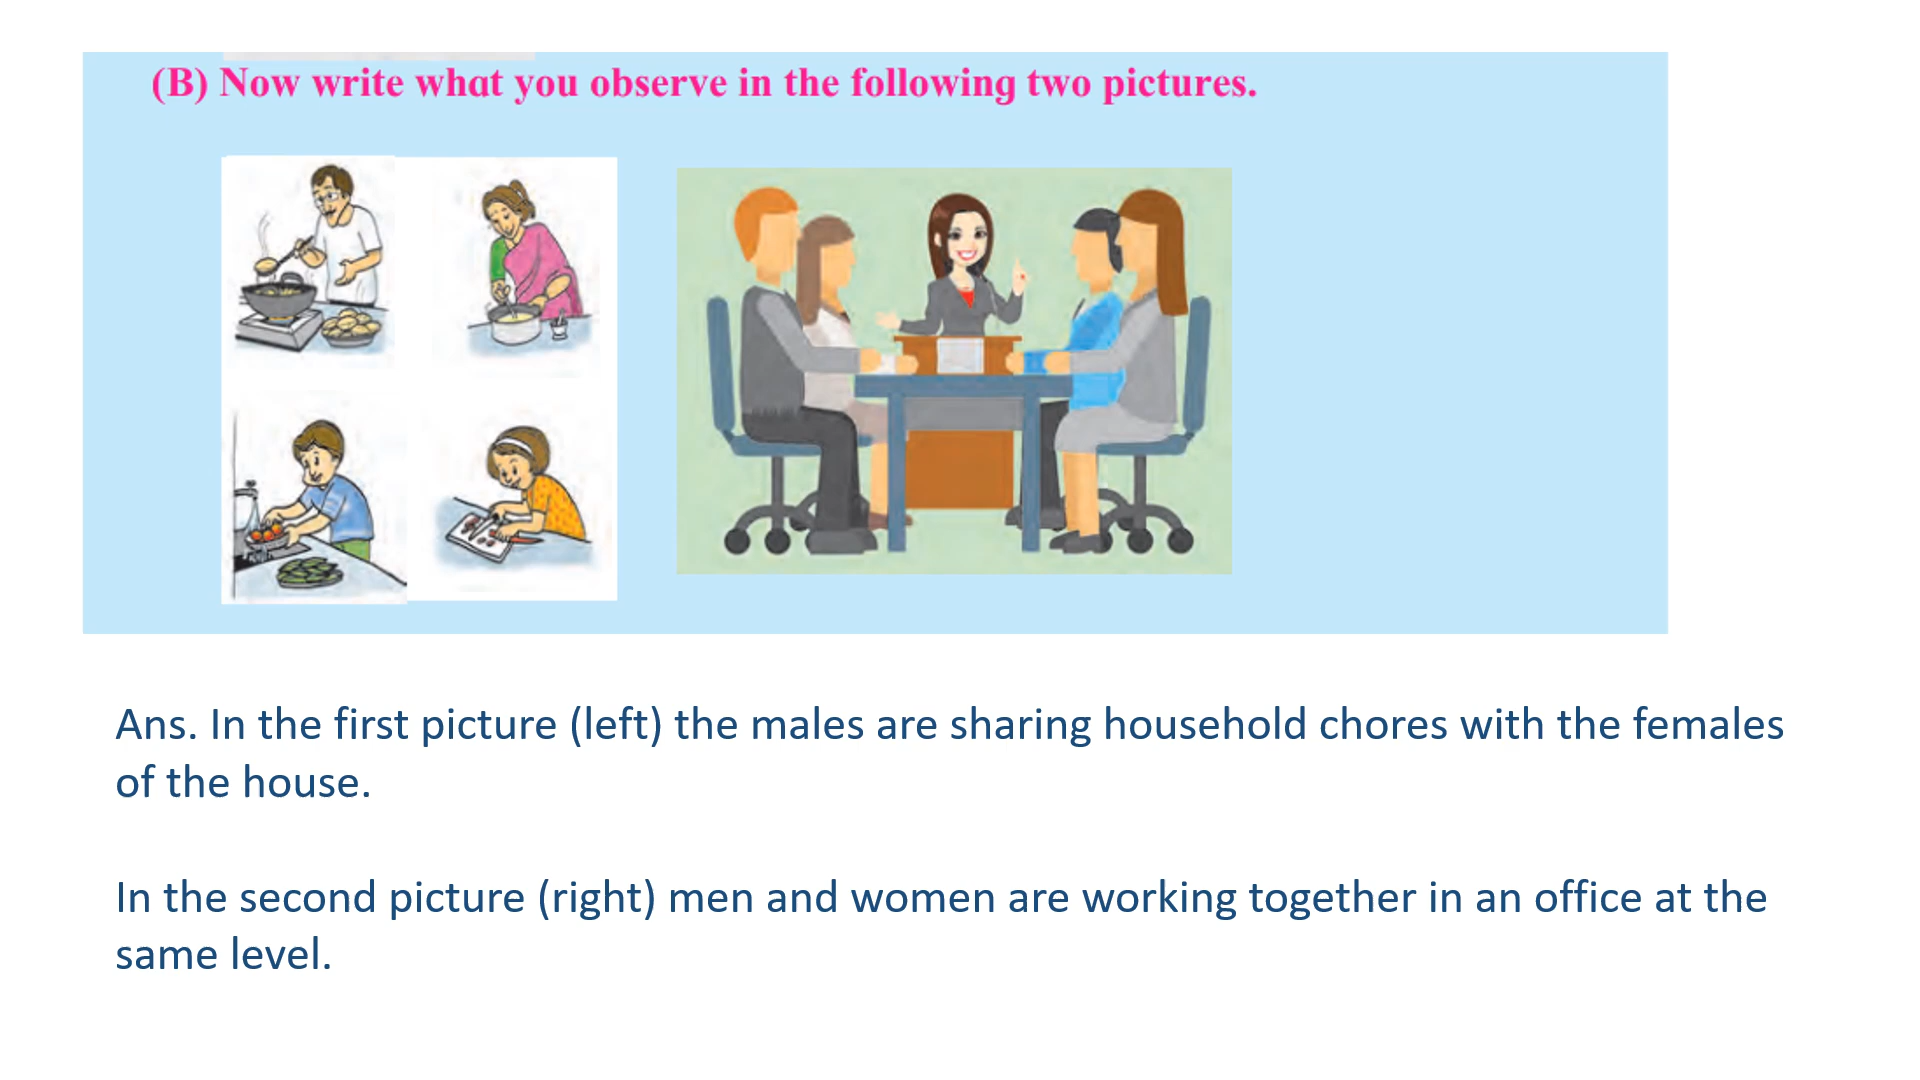 (B) Now write what you observe in the following two pictures.
Ans. In the first picture (left) the males are sharing household chores with the females
of the house.
In the second picture (right) men and women are working together in an office at the
same level.